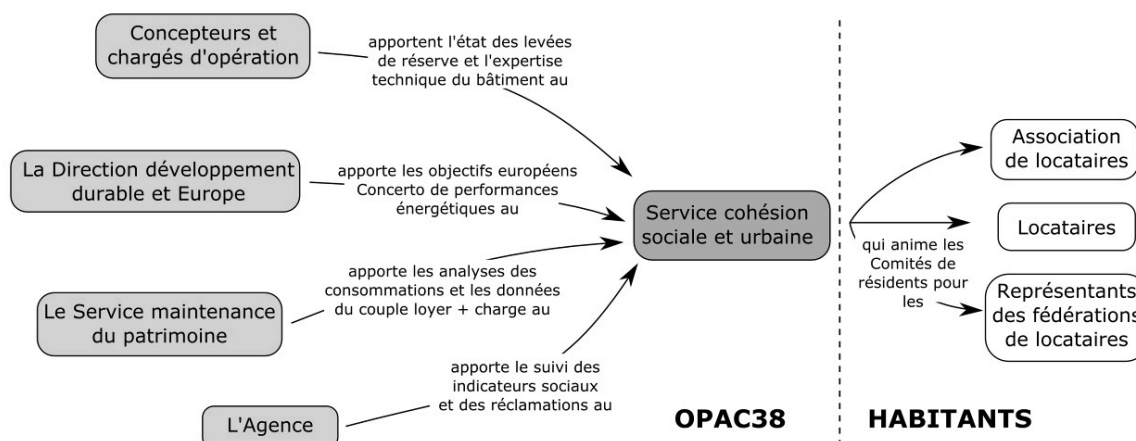 Concepteurs et
chargés d'opération
apportent l'état des levées
de réserve et l'expertise
technique du bâtiment au
La Direction développement
durable et Europe
apporte les objectifs européens
Concerto de performances
énergétiques au
Le Service maintenance
du patrimoine
apporte les analyses des
consommations et les données
du couple loyer + charge au
L'Agence
apporte le suivi des
indicateurs sociaux
et des réclamations au
Service cohésion
sociale et urbaine
qui anime les
Comités de
résidents pour
les
Association
de locataires
Locataires
Représentants
des fédérations
de locataires
OPAC38
HABITANTS